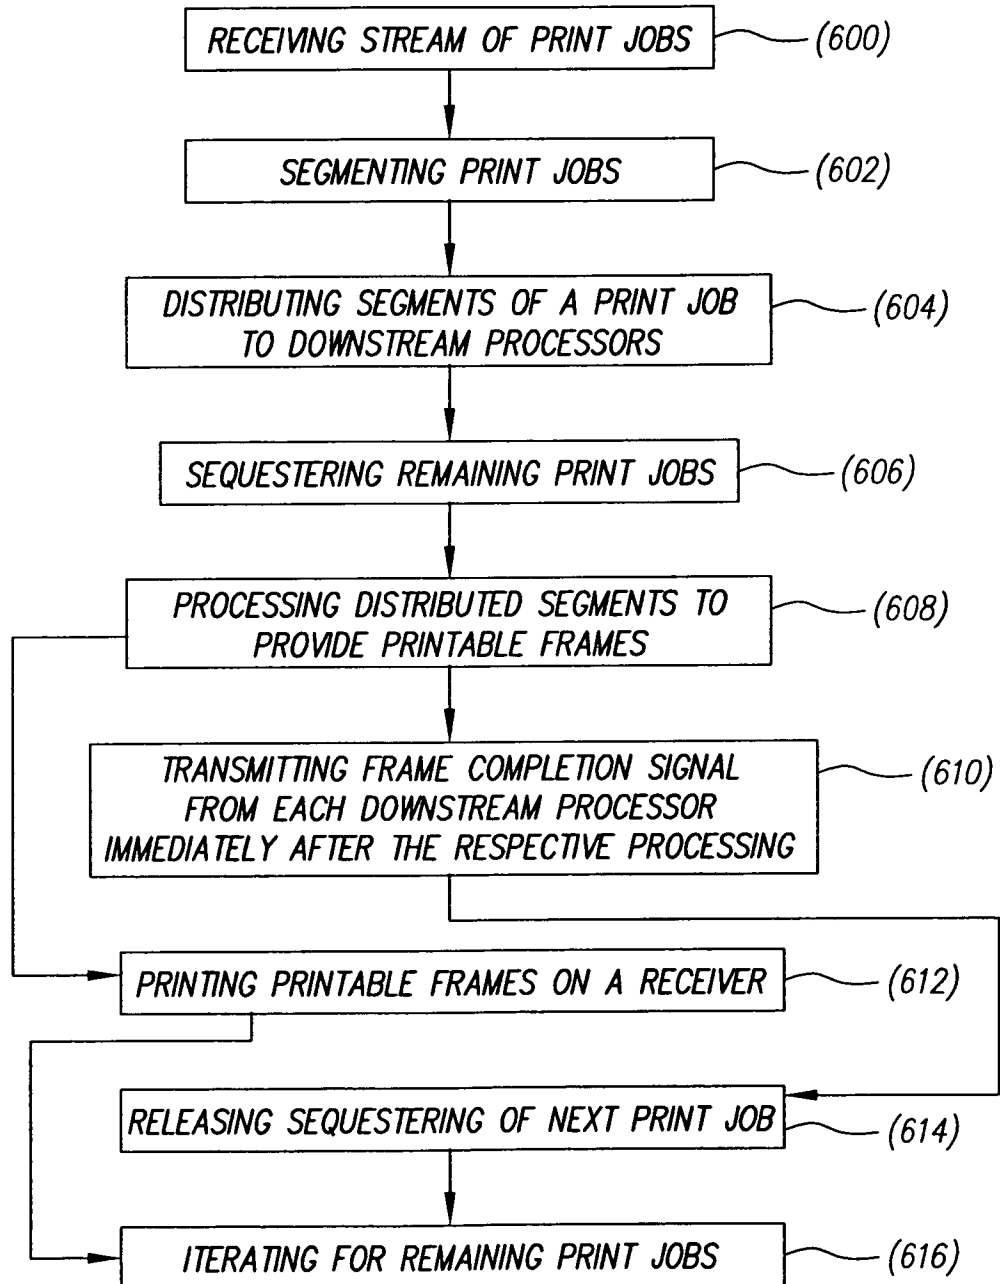 RECEIVING STREAM OF PRINT JOBS
(600)
SEGMENTING PRINT JOBS
(602)
DISTRIBUTING SEGMENTS OF A PRINT JOB
TO DOWNSTREAM PROCESSORS
(604)
SEQUESTERING REMAINING PRINT JOBS
(606)
PROCESSING DISTRIBUTED SEGMENTS TO
PROVIDE PRINTABLE FRAMES
(608)
TRANSMITTING FRAME COMPLETION SIGNAL
FROM EACH DOWNSTREAM PROCESSOR
IMMEDIATELY AFTER THE RESPECTIVE PROCESSING
(610)
PRINTING PRINTABLE FRAMES ON A RECEIVER
(612)
RELEASING SEQUESTERING OF NEXT PRINT JOB
(614)
ITERATING FOR REMAINING PRINT JOBS
(616)